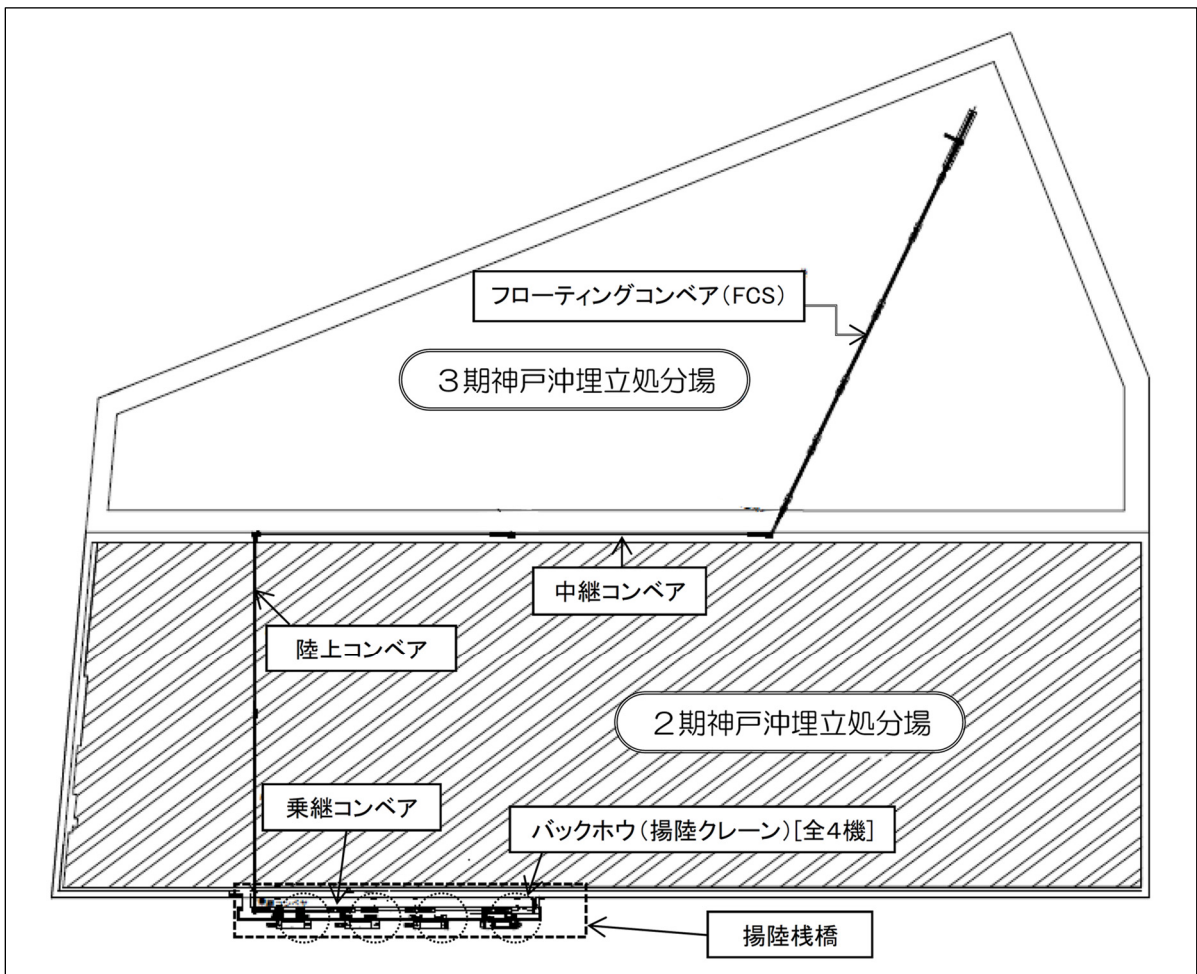 フローティングコンベア(FCS)
3期神戸沖埋立処分場
中継コンベア
陸上コンベア
2期神戸沖埋立処分場
乗継コンベア
バックホウ(揚陸クレーン)[全4機]
揚陸桟橋